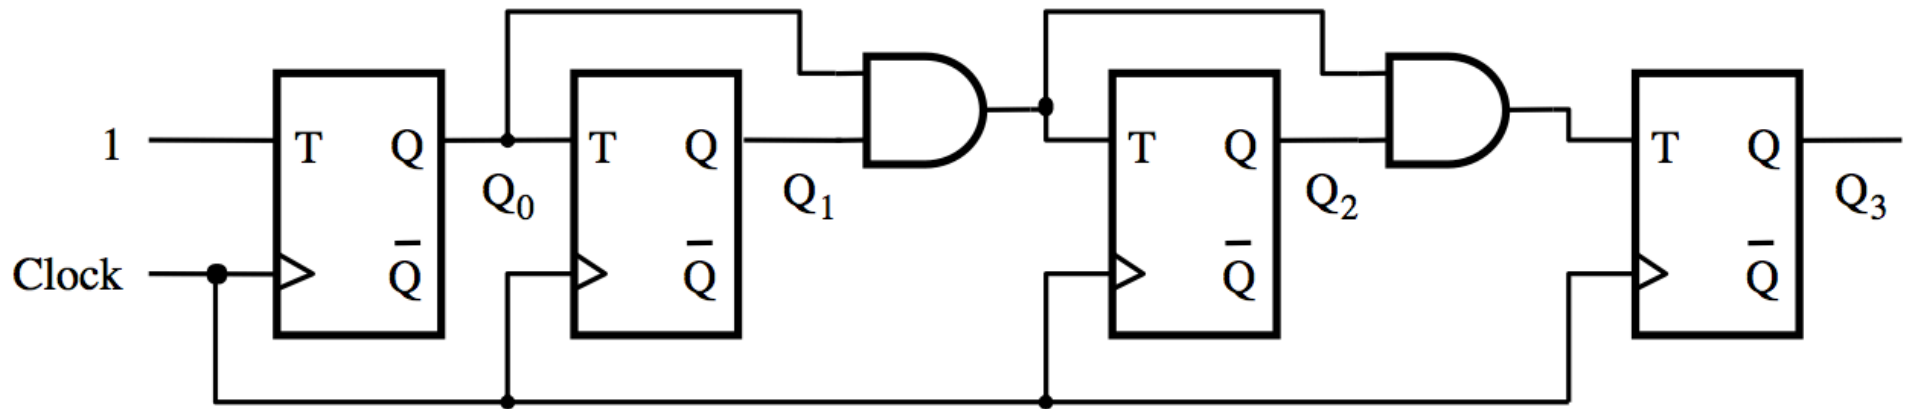 1 T Q T Q T Q T Q
Q₀ Q₁ Q₂ Q₃
Clock Q̅ Q̅ Q̅ Q̅